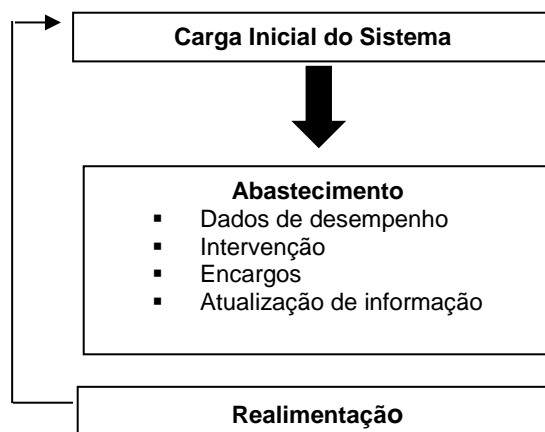 Carga Inicial do Sistema
Abastecimento
▪ Dados de desempenho
▪ Intervenção
▪ Encargos
▪ Atualização de informação
Realimentação